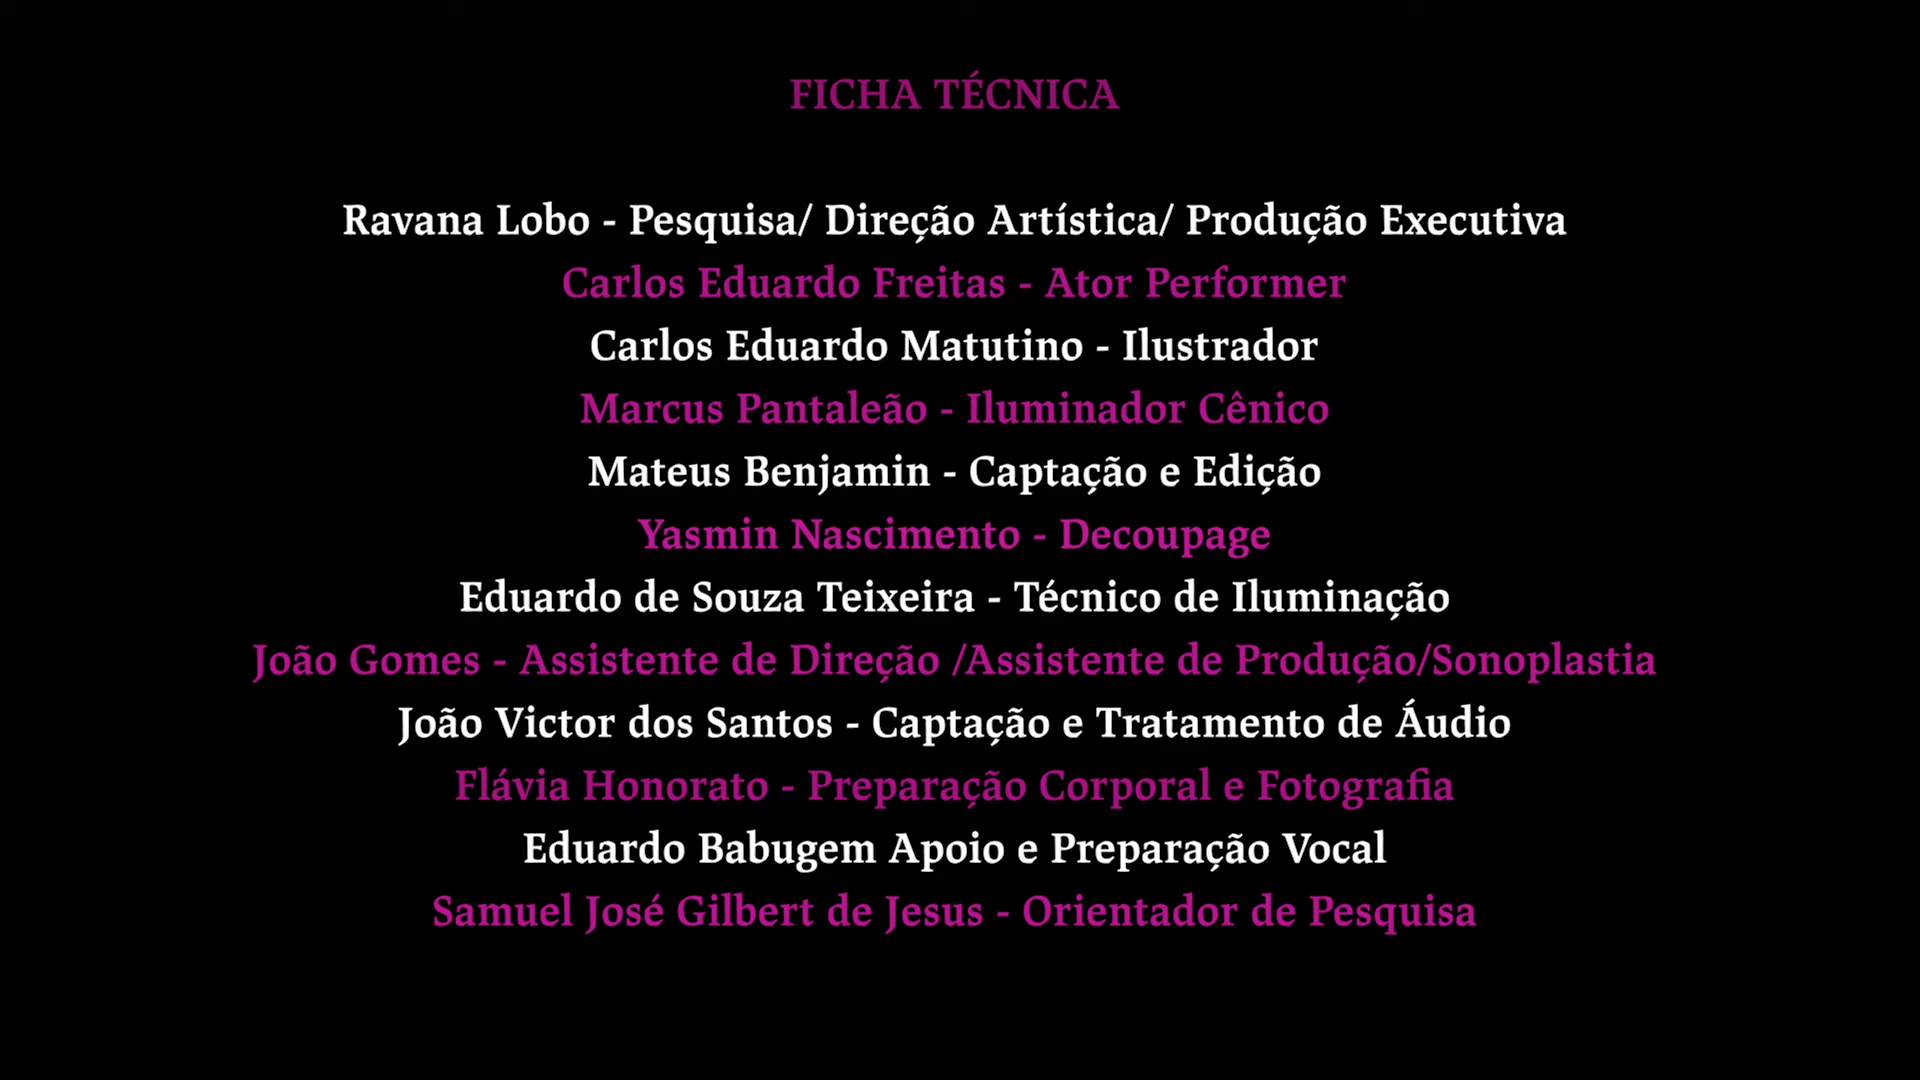 FICHA TÉCNICA
Ravana Lobo - Pesquisa/ Direção Artística/ Produção Executiva
Carlos Eduardo Freitas - Ator Performer
Carlos Eduardo Matutino - Ilustrador
Marcus Pantaleão - Iluminador Cênico
Mateus Benjamin - Captação e Edição
Yasmin Nascimento - Decoupage
Eduardo de Souza Teixeira - Técnico de Iluminação
João Gomes - Assistente de Direção /Assistente de Produção/Sonoplastia
João Victor dos Santos - Captação e Tratamento de Áudio
Flávia Honorato - Preparação Corporal e Fotografia
Eduardo Babugem Apoio e Preparação Vocal
Samuel José Gilbert de Jesus - Orientador de Pesquisa